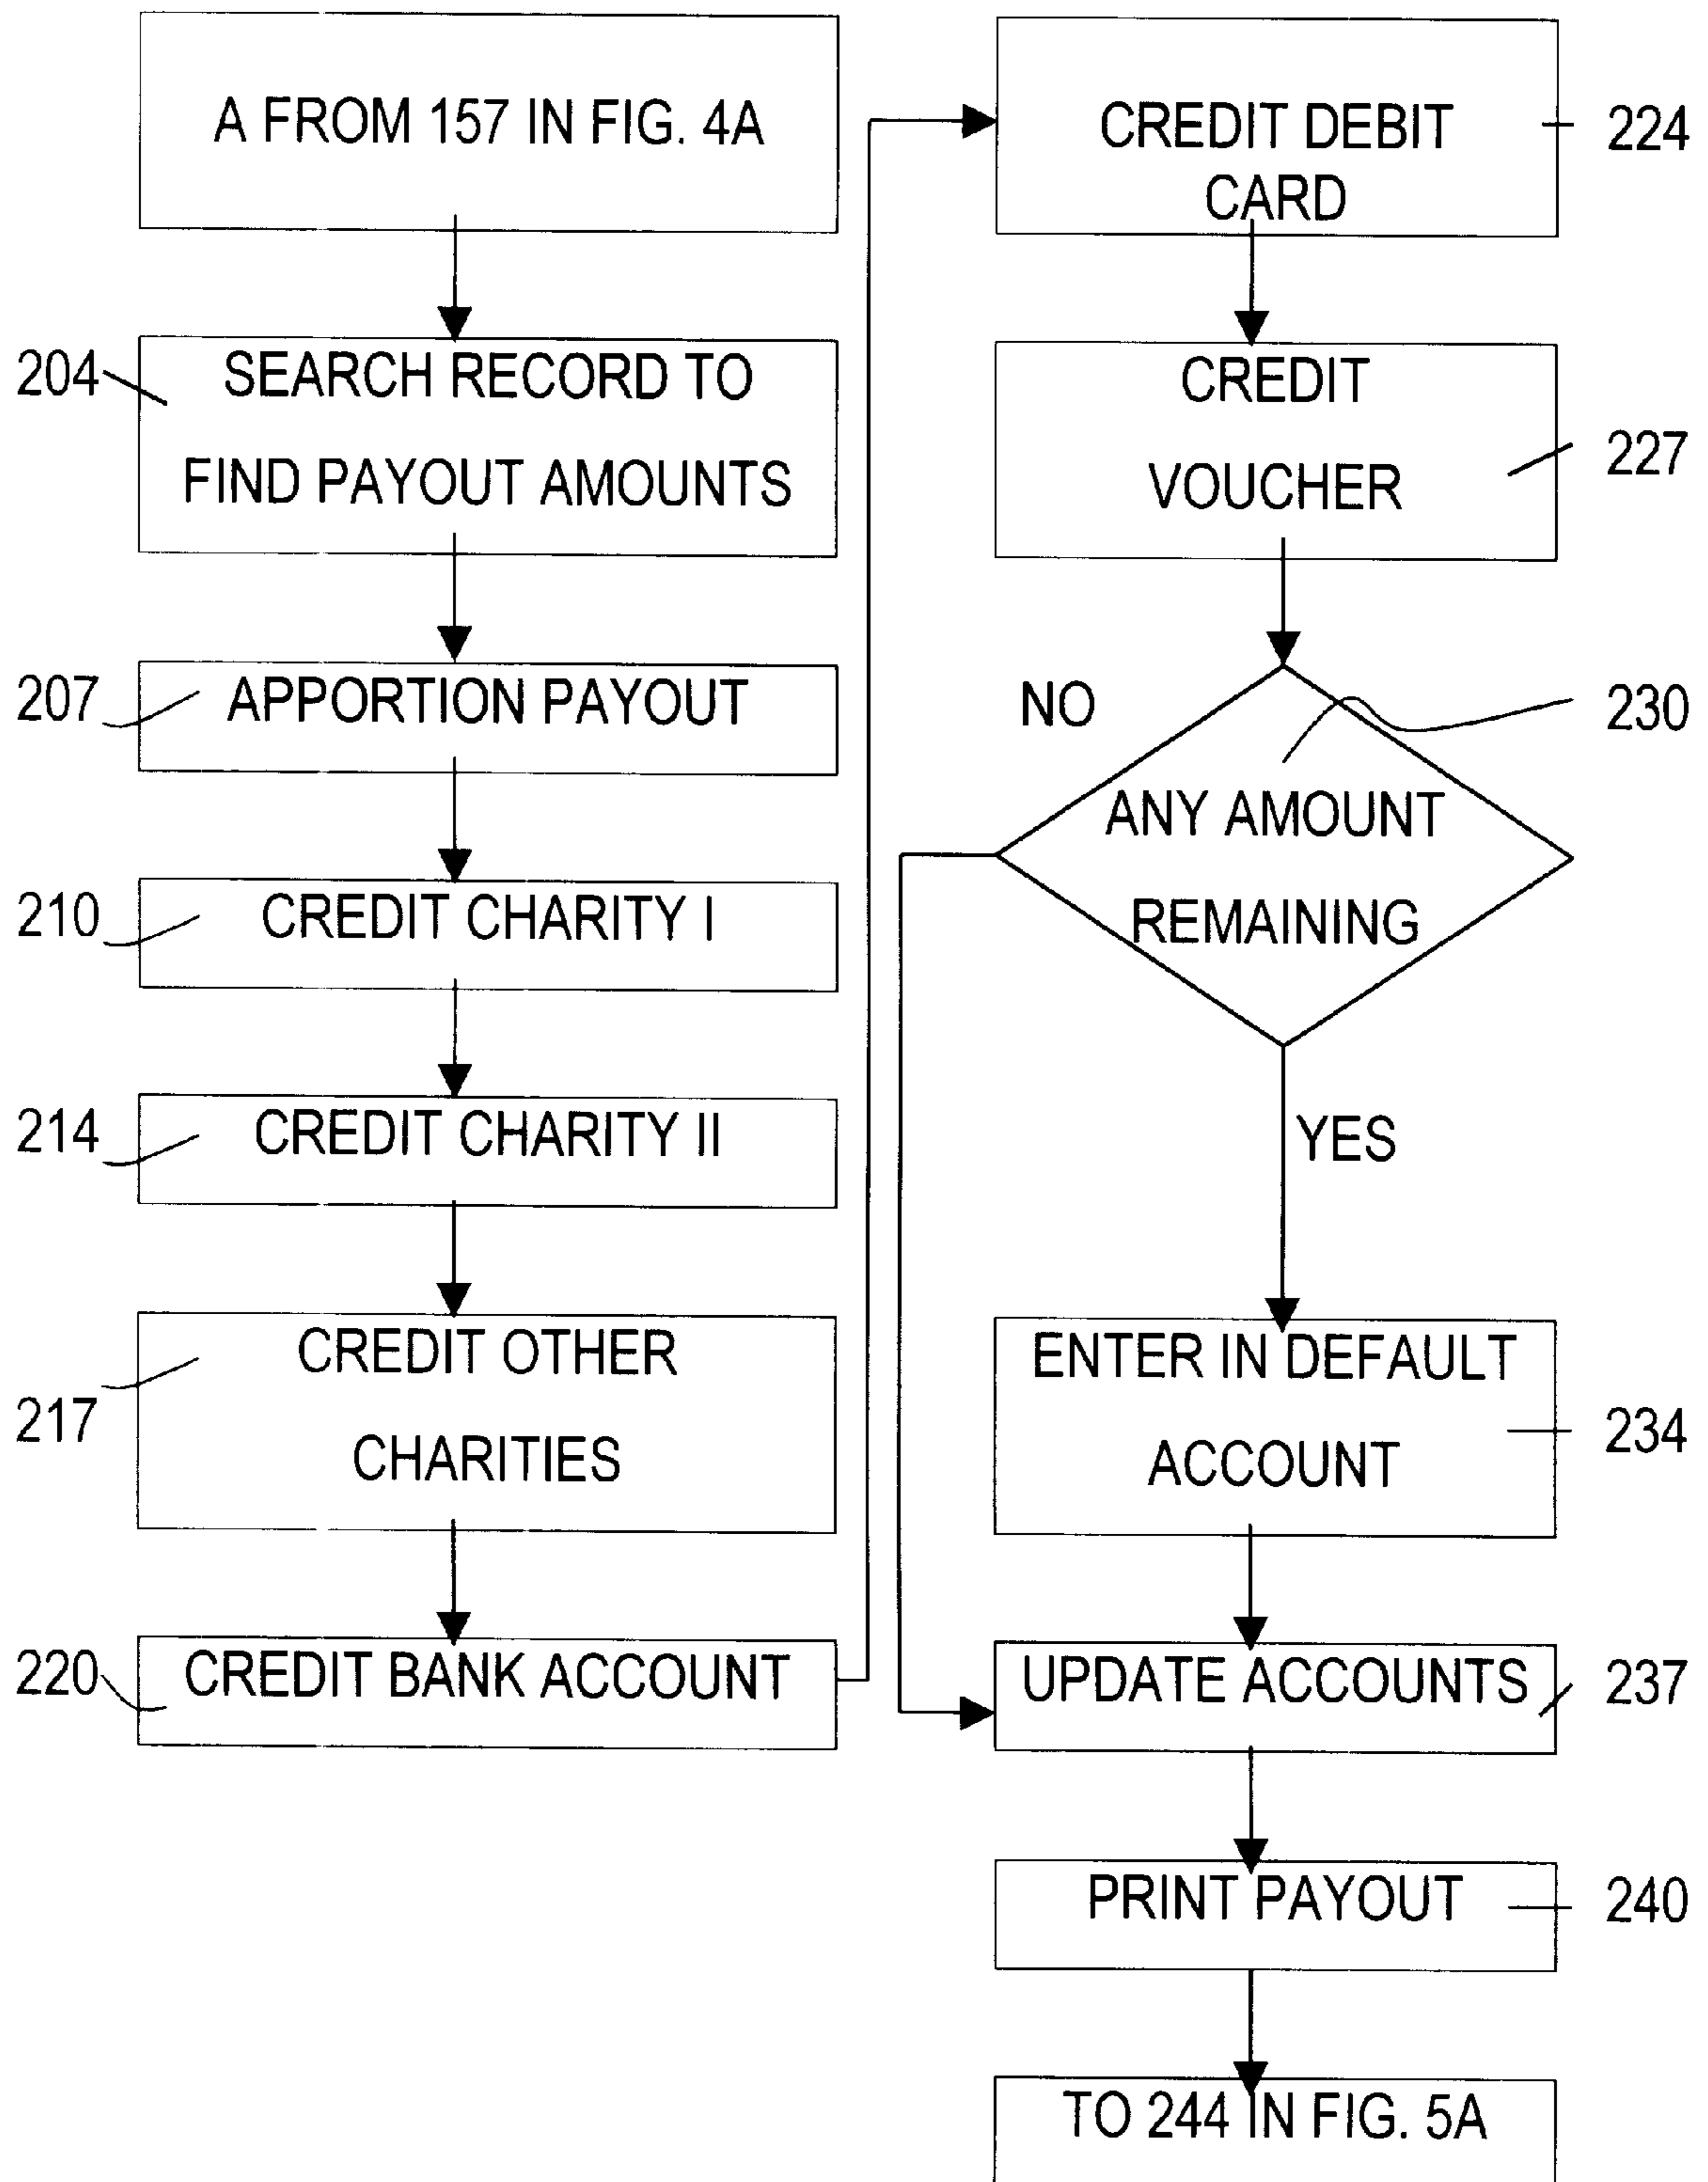 A FROM 157 IN FIG. 4A
204
SEARCH RECORD TO
FIND PAYOUT AMOUNTS
207
APPORTION PAYOUT
210
CREDIT CHARITY I
214
CREDIT CHARITY II
217
CREDIT OTHER
CHARITIES
220
CREDIT BANK ACCOUNT
CREDIT DEBIT
CARD
224
CREDIT
VOUCHER
227
NO
230
ANY AMOUNT
REMAINING
YES
ENTER IN DEFAULT
ACCOUNT
234
UPDATE ACCOUNTS
237
PRINT PAYOUT
240
TO 244 IN FIG. 5A